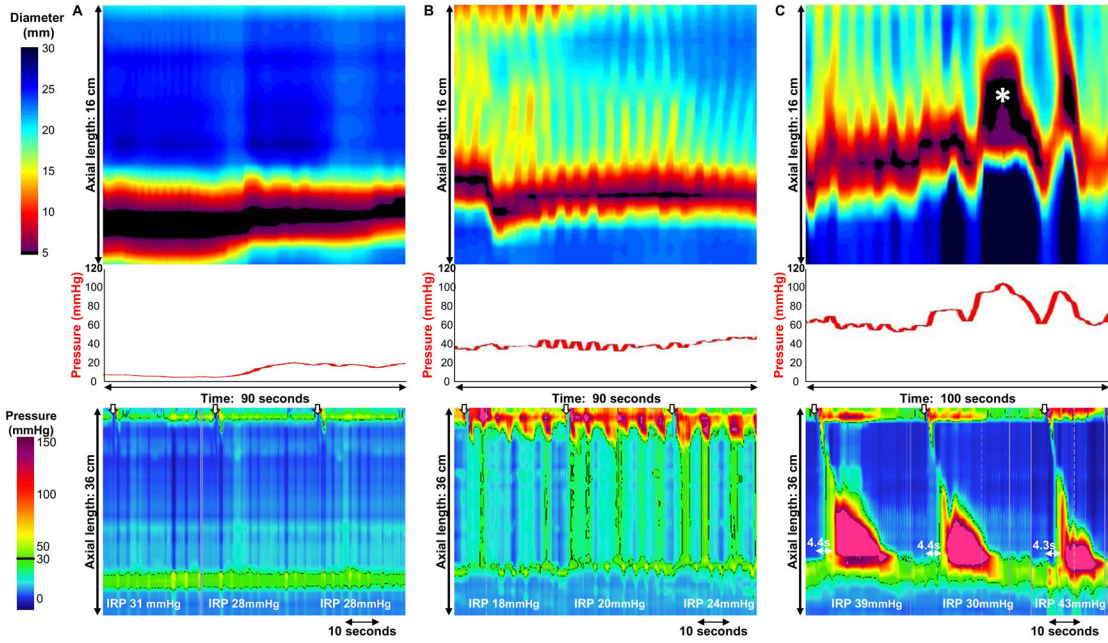 Diameter
(mm)
30
25
20
15
10
5
A
B
C
Axial length: 16 cm
Axial length: 16 cm
Axial length: 16 cm
*
Pressure (mmHg)
120
100
80
60
40
20
0
Pressure (mmHg)
120
100
80
60
40
20
0
Pressure (mmHg)
120
100
80
60
40
20
0
Time: 90 seconds
Time: 90 seconds
Time: 100 seconds
Pressure
(mmHg)
150
100
50
30
0
Axial length: 36 cm
Axial length: 36 cm
Axial length: 36 cm
4.4s
4.4s
4.3s
IRP 31 mmHg
IRP 28mmHg
IRP 28mmHg
IRP 18mmHg
IRP 20mmHg
IRP 24mmHg
IRP 39mmHg
IRP 30mmHg
IRP 43mmHg
10 seconds
10 seconds
10 seconds